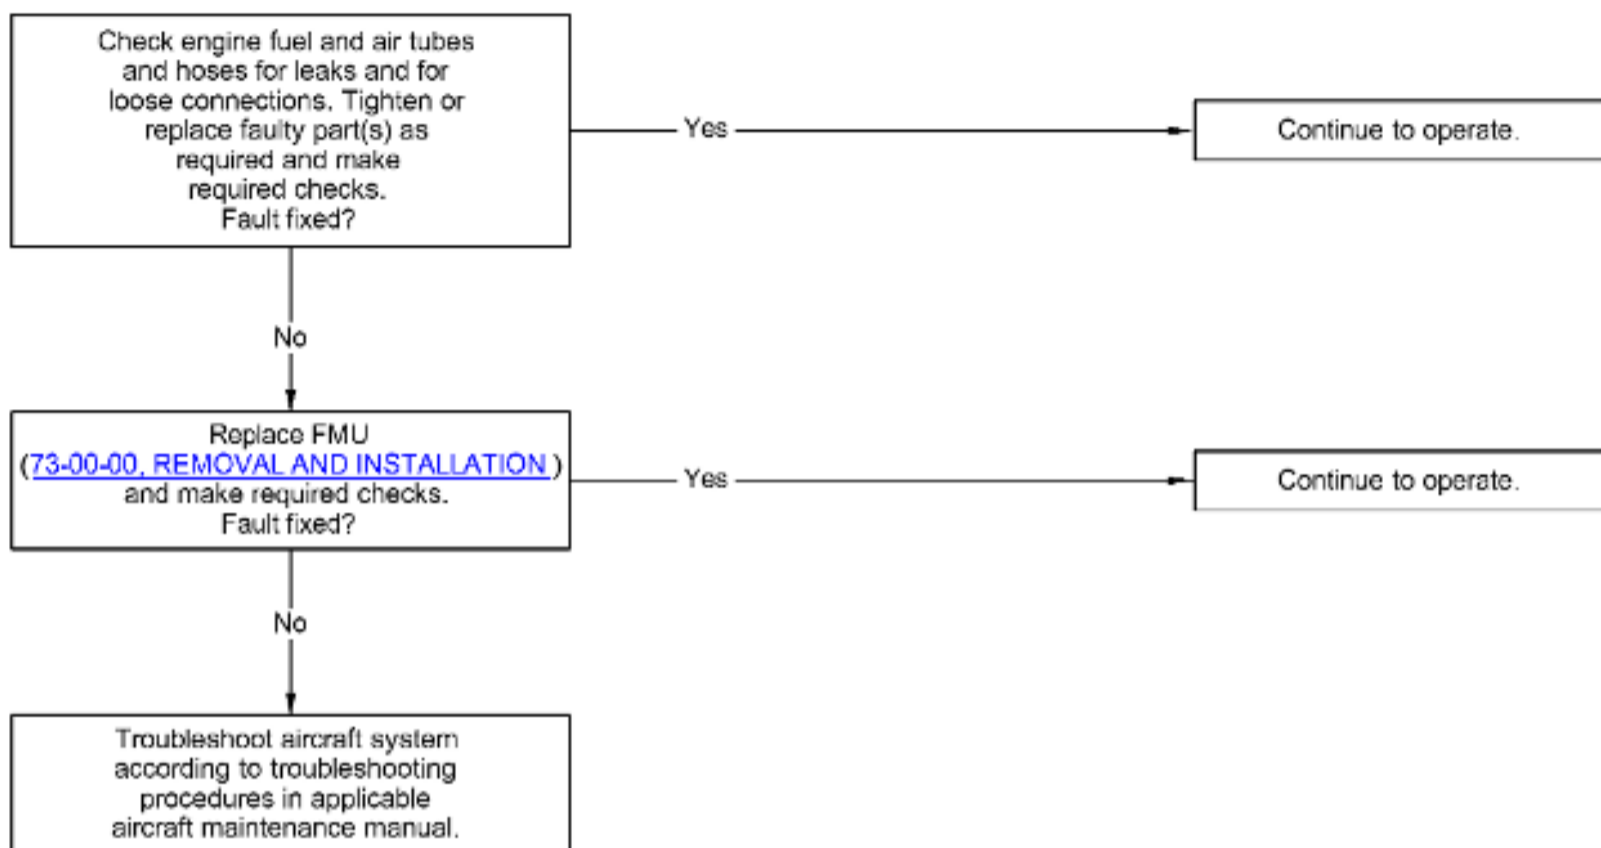 Check engine fuel and air tubes
and hoses for leaks and for
loose connections. Tighten or
replace faulty part(s) as
required and make
required checks.
Fault fixed?
Yes
Continue to operate.
No
Replace FMU
(73-00-00, REMOVAL AND INSTALLATION )
and make required checks.
Fault fixed?
Yes
Continue to operate.
No
Troubleshoot aircraft system
according to troubleshooting
procedures in applicable
aircraft maintenance manual.